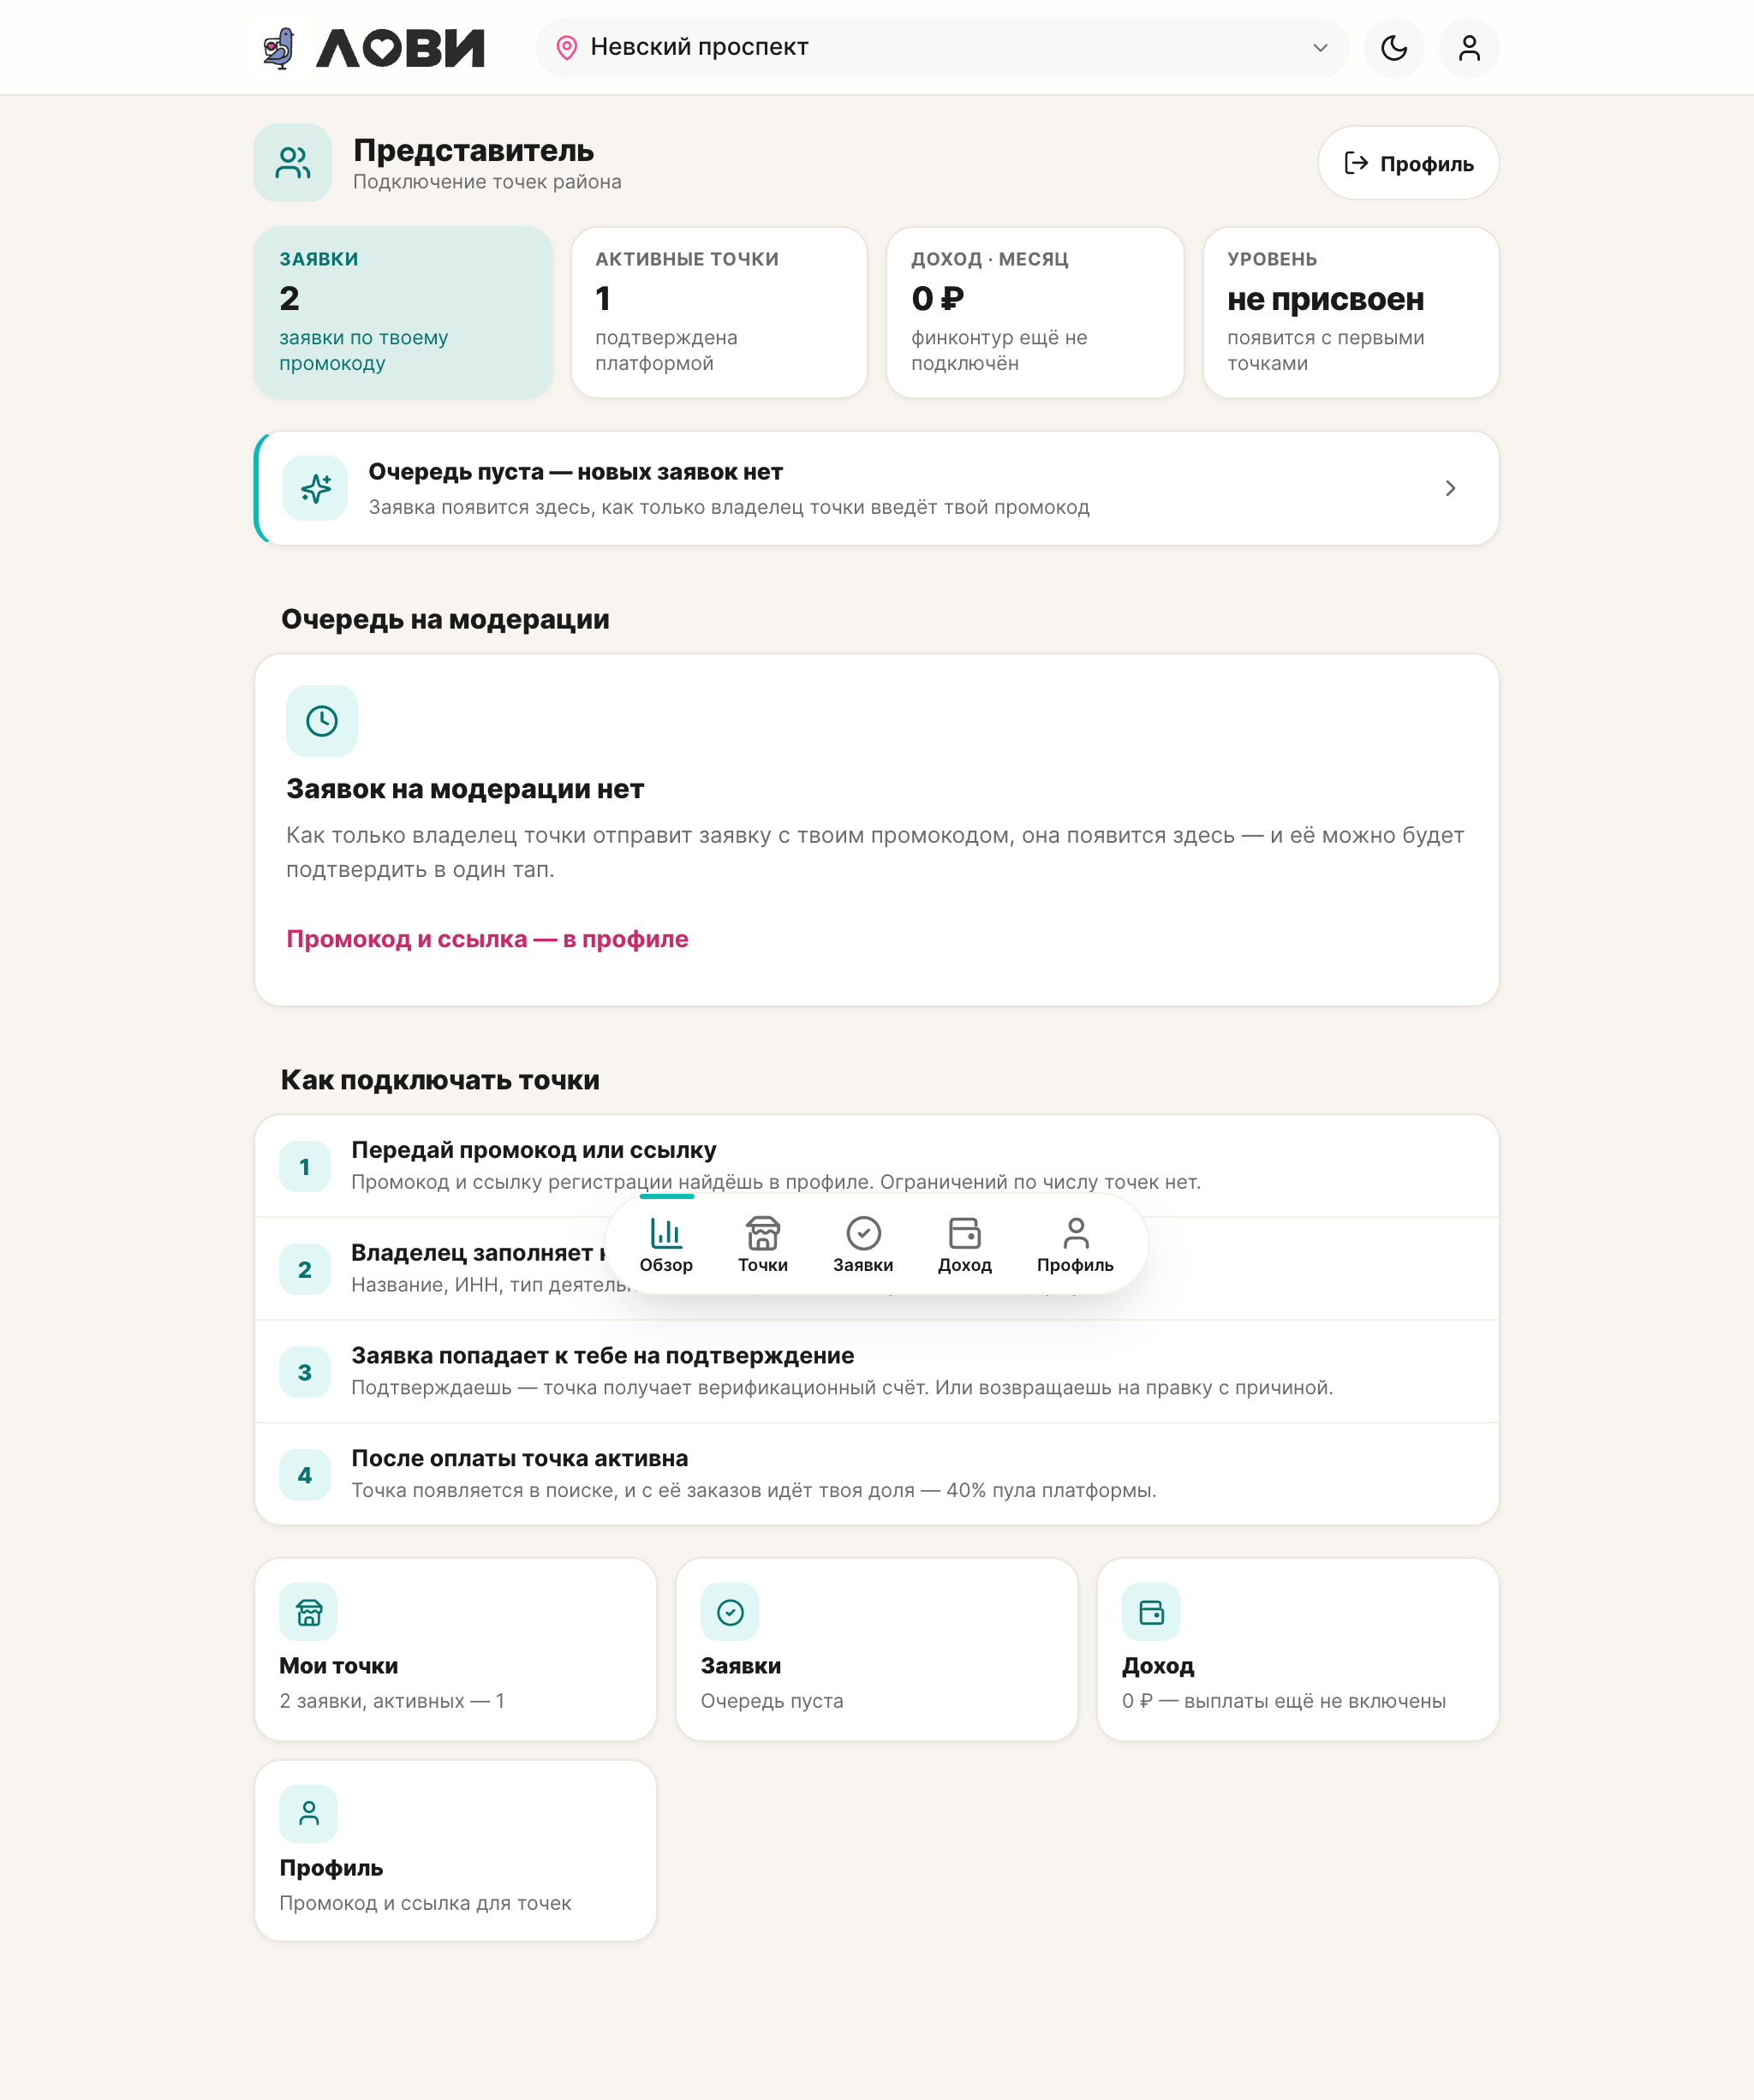 ЛОВИ
Невский проспект
Представитель
Подключение точек района
Профиль
ЗАЯВКИ
2
заявки по твоему
промокоду
АКТИВНЫЕ ТОЧКИ
1
подтверждена
платформой
ДОХОД · МЕСЯЦ
0 ₽
финконтур ещё не
подключён
УРОВЕНЬ
не присвоен
появится с первыми
точками
Очередь пуста — новых заявок нет
Заявка появится здесь, как только владелец точки введёт твой промокод
Очередь на модерации
Заявок на модерации нет
Как только владелец точки отправит заявку с твоим промокодом, она появится здесь — и её можно будет
подтвердить в один тап.
Промокод и ссылка — в профиле
Как подключать точки
1
Передай промокод или ссылку
Промокод и ссылку регистрации найдёшь в профиле. Ограничений по числу точек нет.
2
Владелец заполняет
Название, ИНН, тип
Обзор
Точки
Заявки
Доход
Профиль
3
Заявка попадает к тебе на подтверждение
Подтверждаешь — точка получает верификационный счёт. Или возвращаешь на правку с причиной.
4
После оплаты точка активна
Точка появляется в поиске, и с её заказов идёт твоя доля — 40% пула платформы.
Мои точки
2 заявки, активных — 1
Заявки
Очередь пуста
Доход
0 ₽ — выплаты ещё не включены
Профиль
Промокод и ссылка для точек